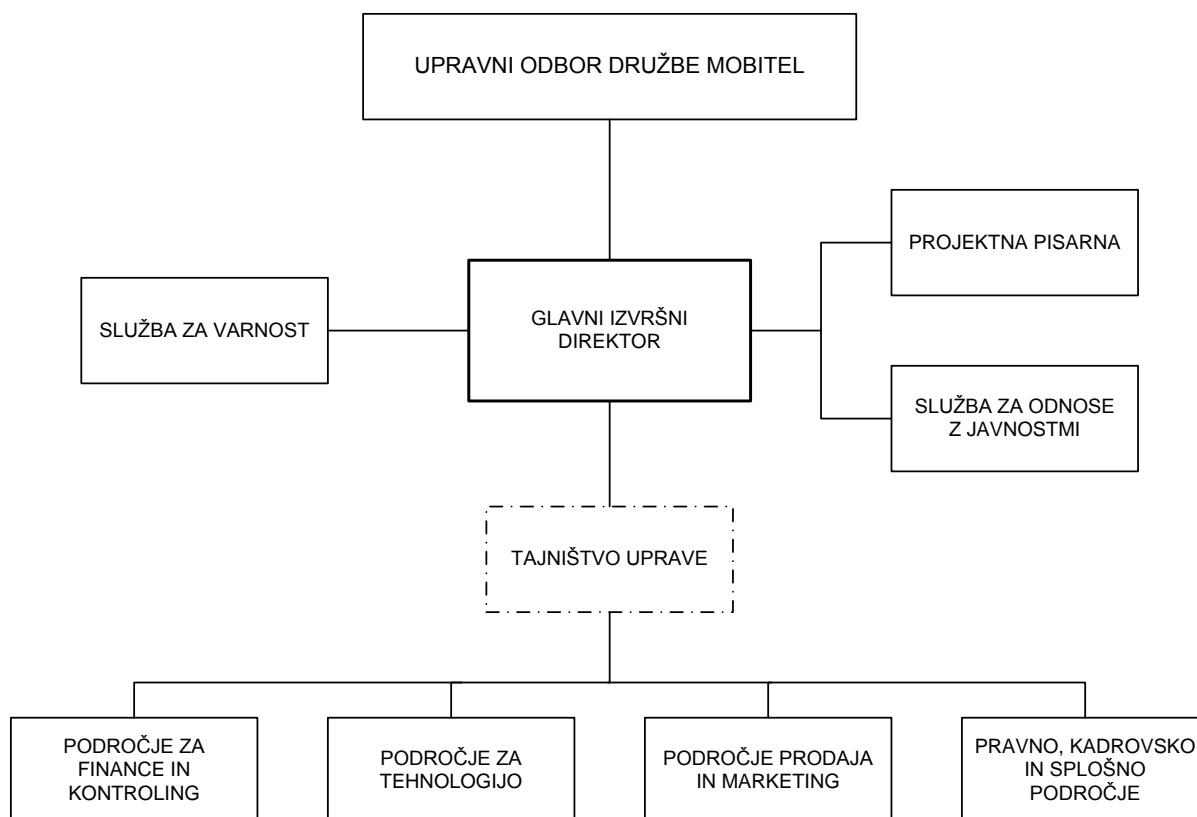 UPRAVNI ODBOR DRUŽBE MOBITEL
PROJEKTNA PISARNA
SLUŽBA ZA VARNOST
GLAVNI IZVRŠNI
DIREKTOR
SLUŽBA ZA ODNOSE
Z JAVNOSTMI
TAJNIŠTVO UPRAVE
PODROČJE ZA
FINANCE IN
KONTROLING
PODROČJE ZA
TEHNOLOGIJO
PODROČJE PRODAJA
IN MARKETING
PRAVNO, KADROVSKO
IN SPLOŠNO
PODROČJE